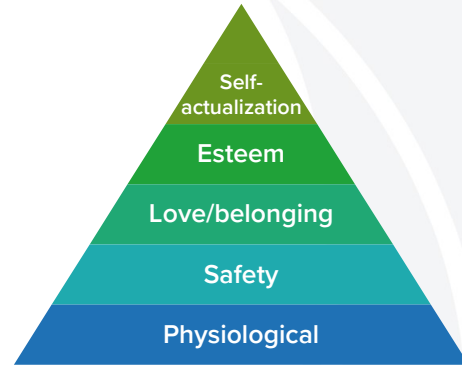 Self-
actualization
Esteem
Love/belonging
Safety
Physiological